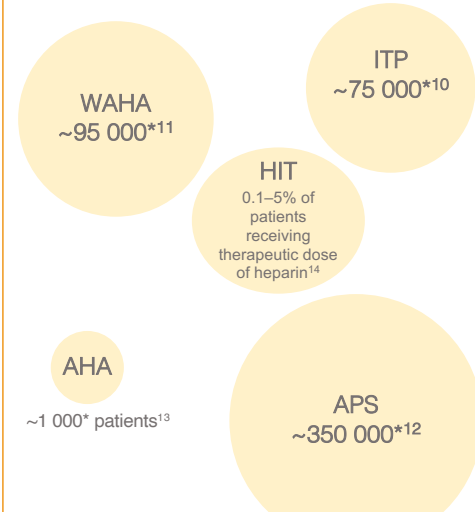 ITP
~75 000*¹⁰
WAHA
~95 000*¹¹
HIT
0.1–5% of
patients
receiving
therapeutic dose
of heparin¹⁴
AHA
~1 000* patients¹³
APS
~350 000*¹²